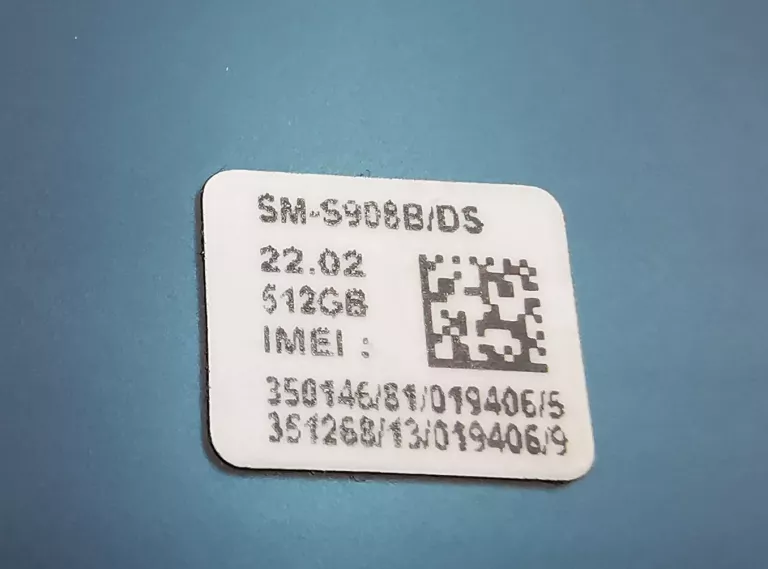 SM-S908B/DS
22.02
512GB
IMEI :
350146/81/019406/5
351268/13/019406/9